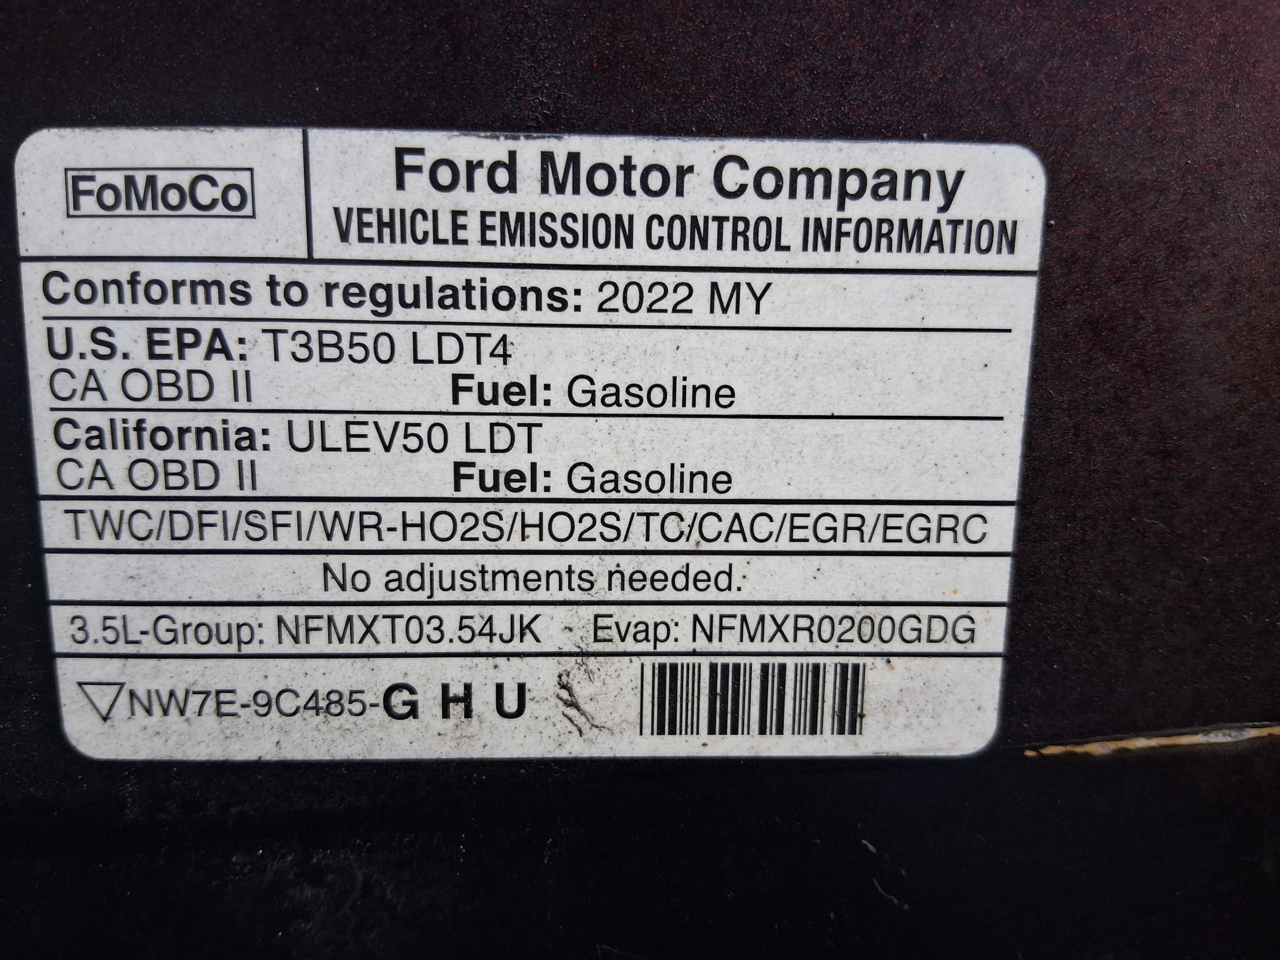 FoMoCo
Ford Motor Company
VEHICLE EMISSION CONTROL INFORMATION
Conforms to regulations: 2022 MY
U.S. EPA: T3B50 LDT4
CA OBD II Fuel: Gasoline
California: ULEV50 LDT
CA OBD II Fuel: Gasoline
TWC/DFI/SFI/WR-HO2S/HO2S/TC/CAC/EGR/EGRC
No adjustments needed.
3.5L-Group: NFMXT03.54JK Evap: NFMXR0200GDG
NW7E-9C485-G H U